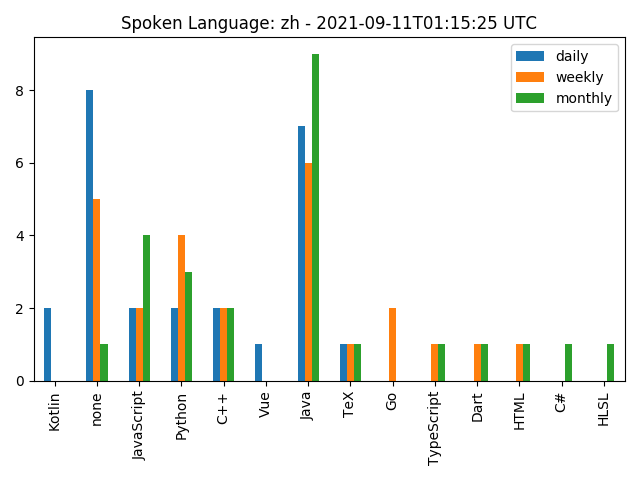 Spoken Language: zh - 2021-09-11T01:15:25 UTC
daily
weekly
monthly
8
6
4
2
0
Kotlin
none
JavaScript
Python
C++
Vue
Java
TeX
Go
TypeScript
Dart
HTML
C#
HLSL